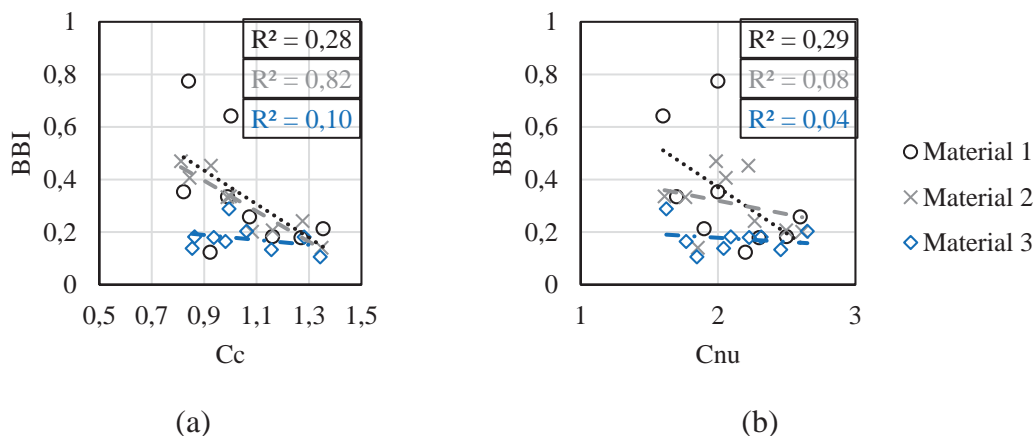 1
0,8
0,6
0,4
0,2
0
BBI
R² = 0,28
R² = 0,82
R² = 0,10
0,5 0,7 0,9 1,1 1,3 1,5
Cc
(a)
1
0,8
0,6
0,4
0,2
0
BBI
R² = 0,29
R² = 0,08
R² = 0,04
1 2 3
Cnu
(b)
Material 1
Material 2
Material 3